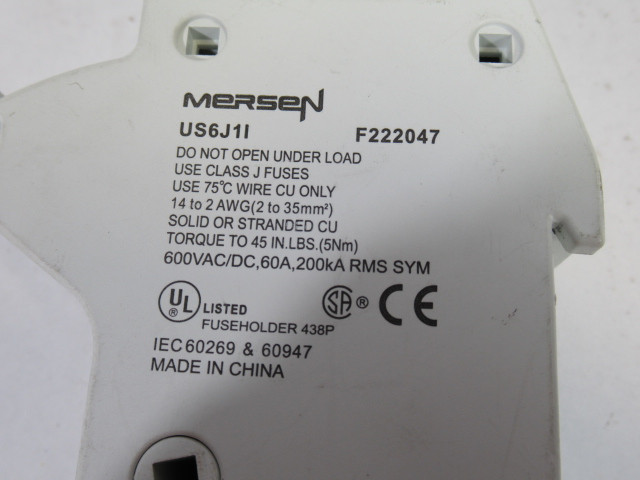 MERSEN
US6J1I F222047
DO NOT OPEN UNDER LOAD
USE CLASS J FUSES
USE 75°C WIRE CU ONLY
14 to 2 AWG(2 to 35mm²)
SOLID OR STRANDED CU
TORQUE TO 45 IN.LBS.(5Nm)
600VAC/DC,60A,200kA RMS SYM
UL LISTED SA ® CE
FUSEHOLDER 438P
IEC60269 & 60947
MADE IN CHINA